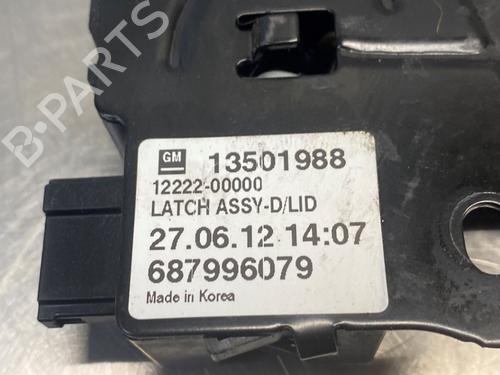 B-PARTS
GM 13501988
12222-00000
LATCH ASSY-D/LID
27.06.12 14:07
687996079
Made in Korea